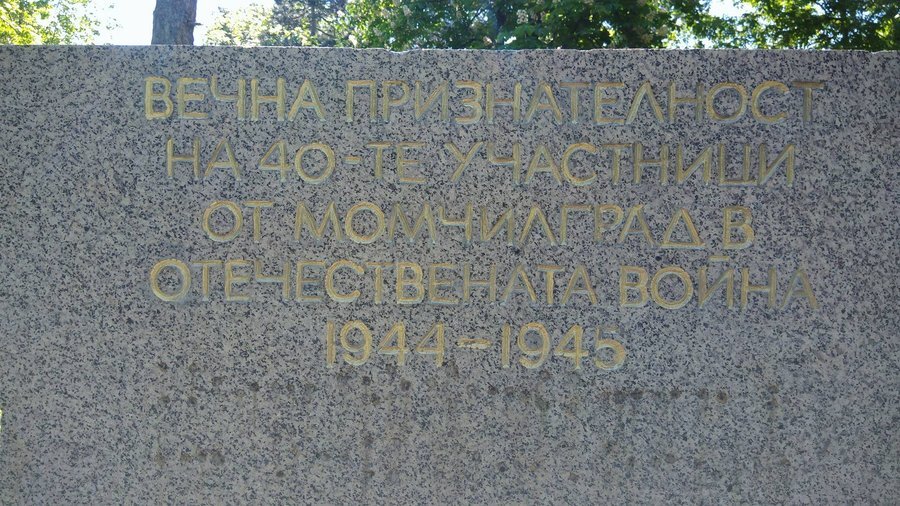 ВЕЧНА ПРИЗНАТЕЛНОСТ
НА 40-ТЕ УЧАСТНИЦИ
ОТ МОМЧИЛГРАД В
ОТЕЧЕСТВЕНАТА ВОЙНА
1944-1945